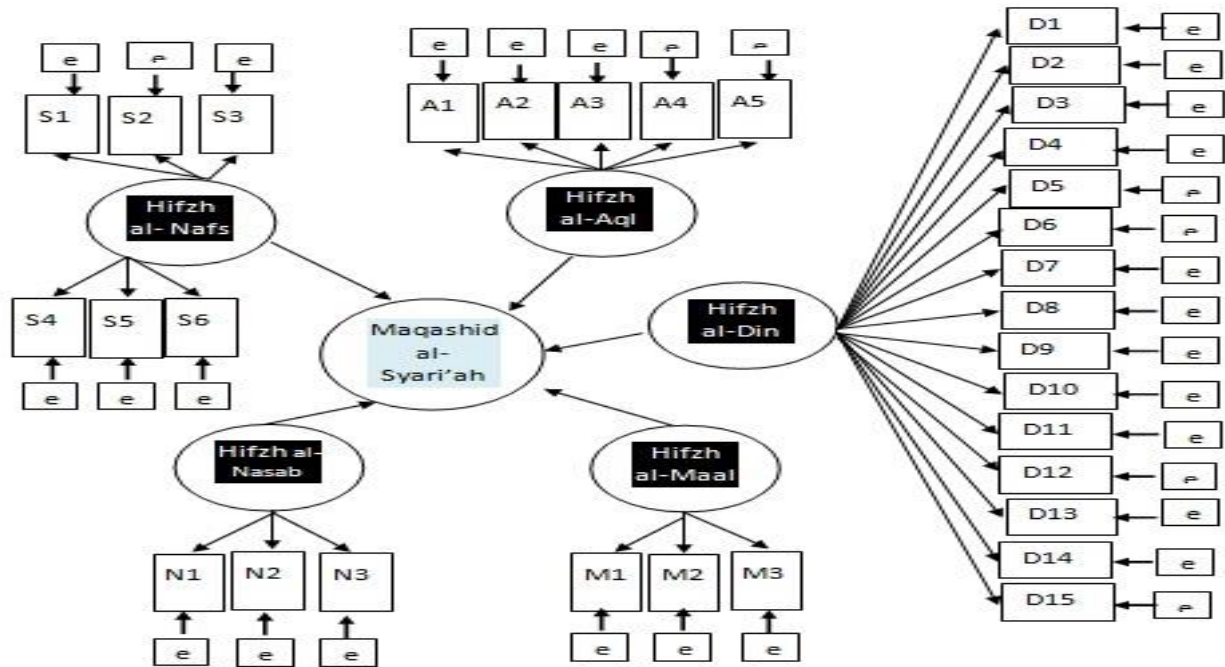 e e e
S1 S2 S3
Hifzh
al- Nafs
S4 S5 S6
e e e
e e e e e
A1 A2 A3 A4 A5
Hifzh
al-Aql
Maqashid
al-
Syari’ah
Hifzh
al-Din
Hifzh al-
Nasab
N1 N2 N3
e e e
Hifzh
al-Maal
M1 M2 M3
e e e
D1 e
D2 e
D3 e
D4 e
D5 e
D6 e
D7 e
D8 e
D9 e
D10 e
D11 e
D12 e
D13 e
D14 e
D15 e